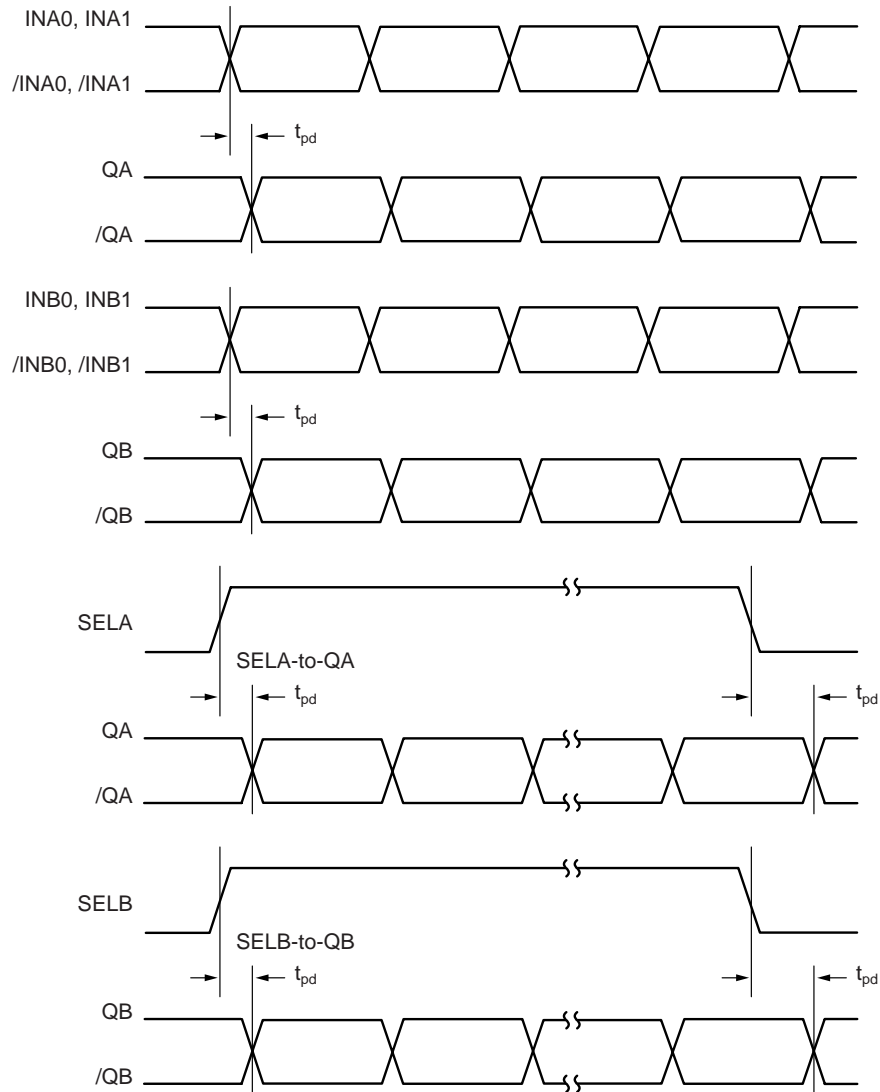 INA0, INA1
/INA0, /INA1
tpd
QA
/QA
INB0, INB1
/INB0, /INB1
tpd
QB
/QB
SELA
SELA-to-QA
tpd
tpd
QA
/QA
SELB
SELB-to-QB
tpd
tpd
QB
/QB